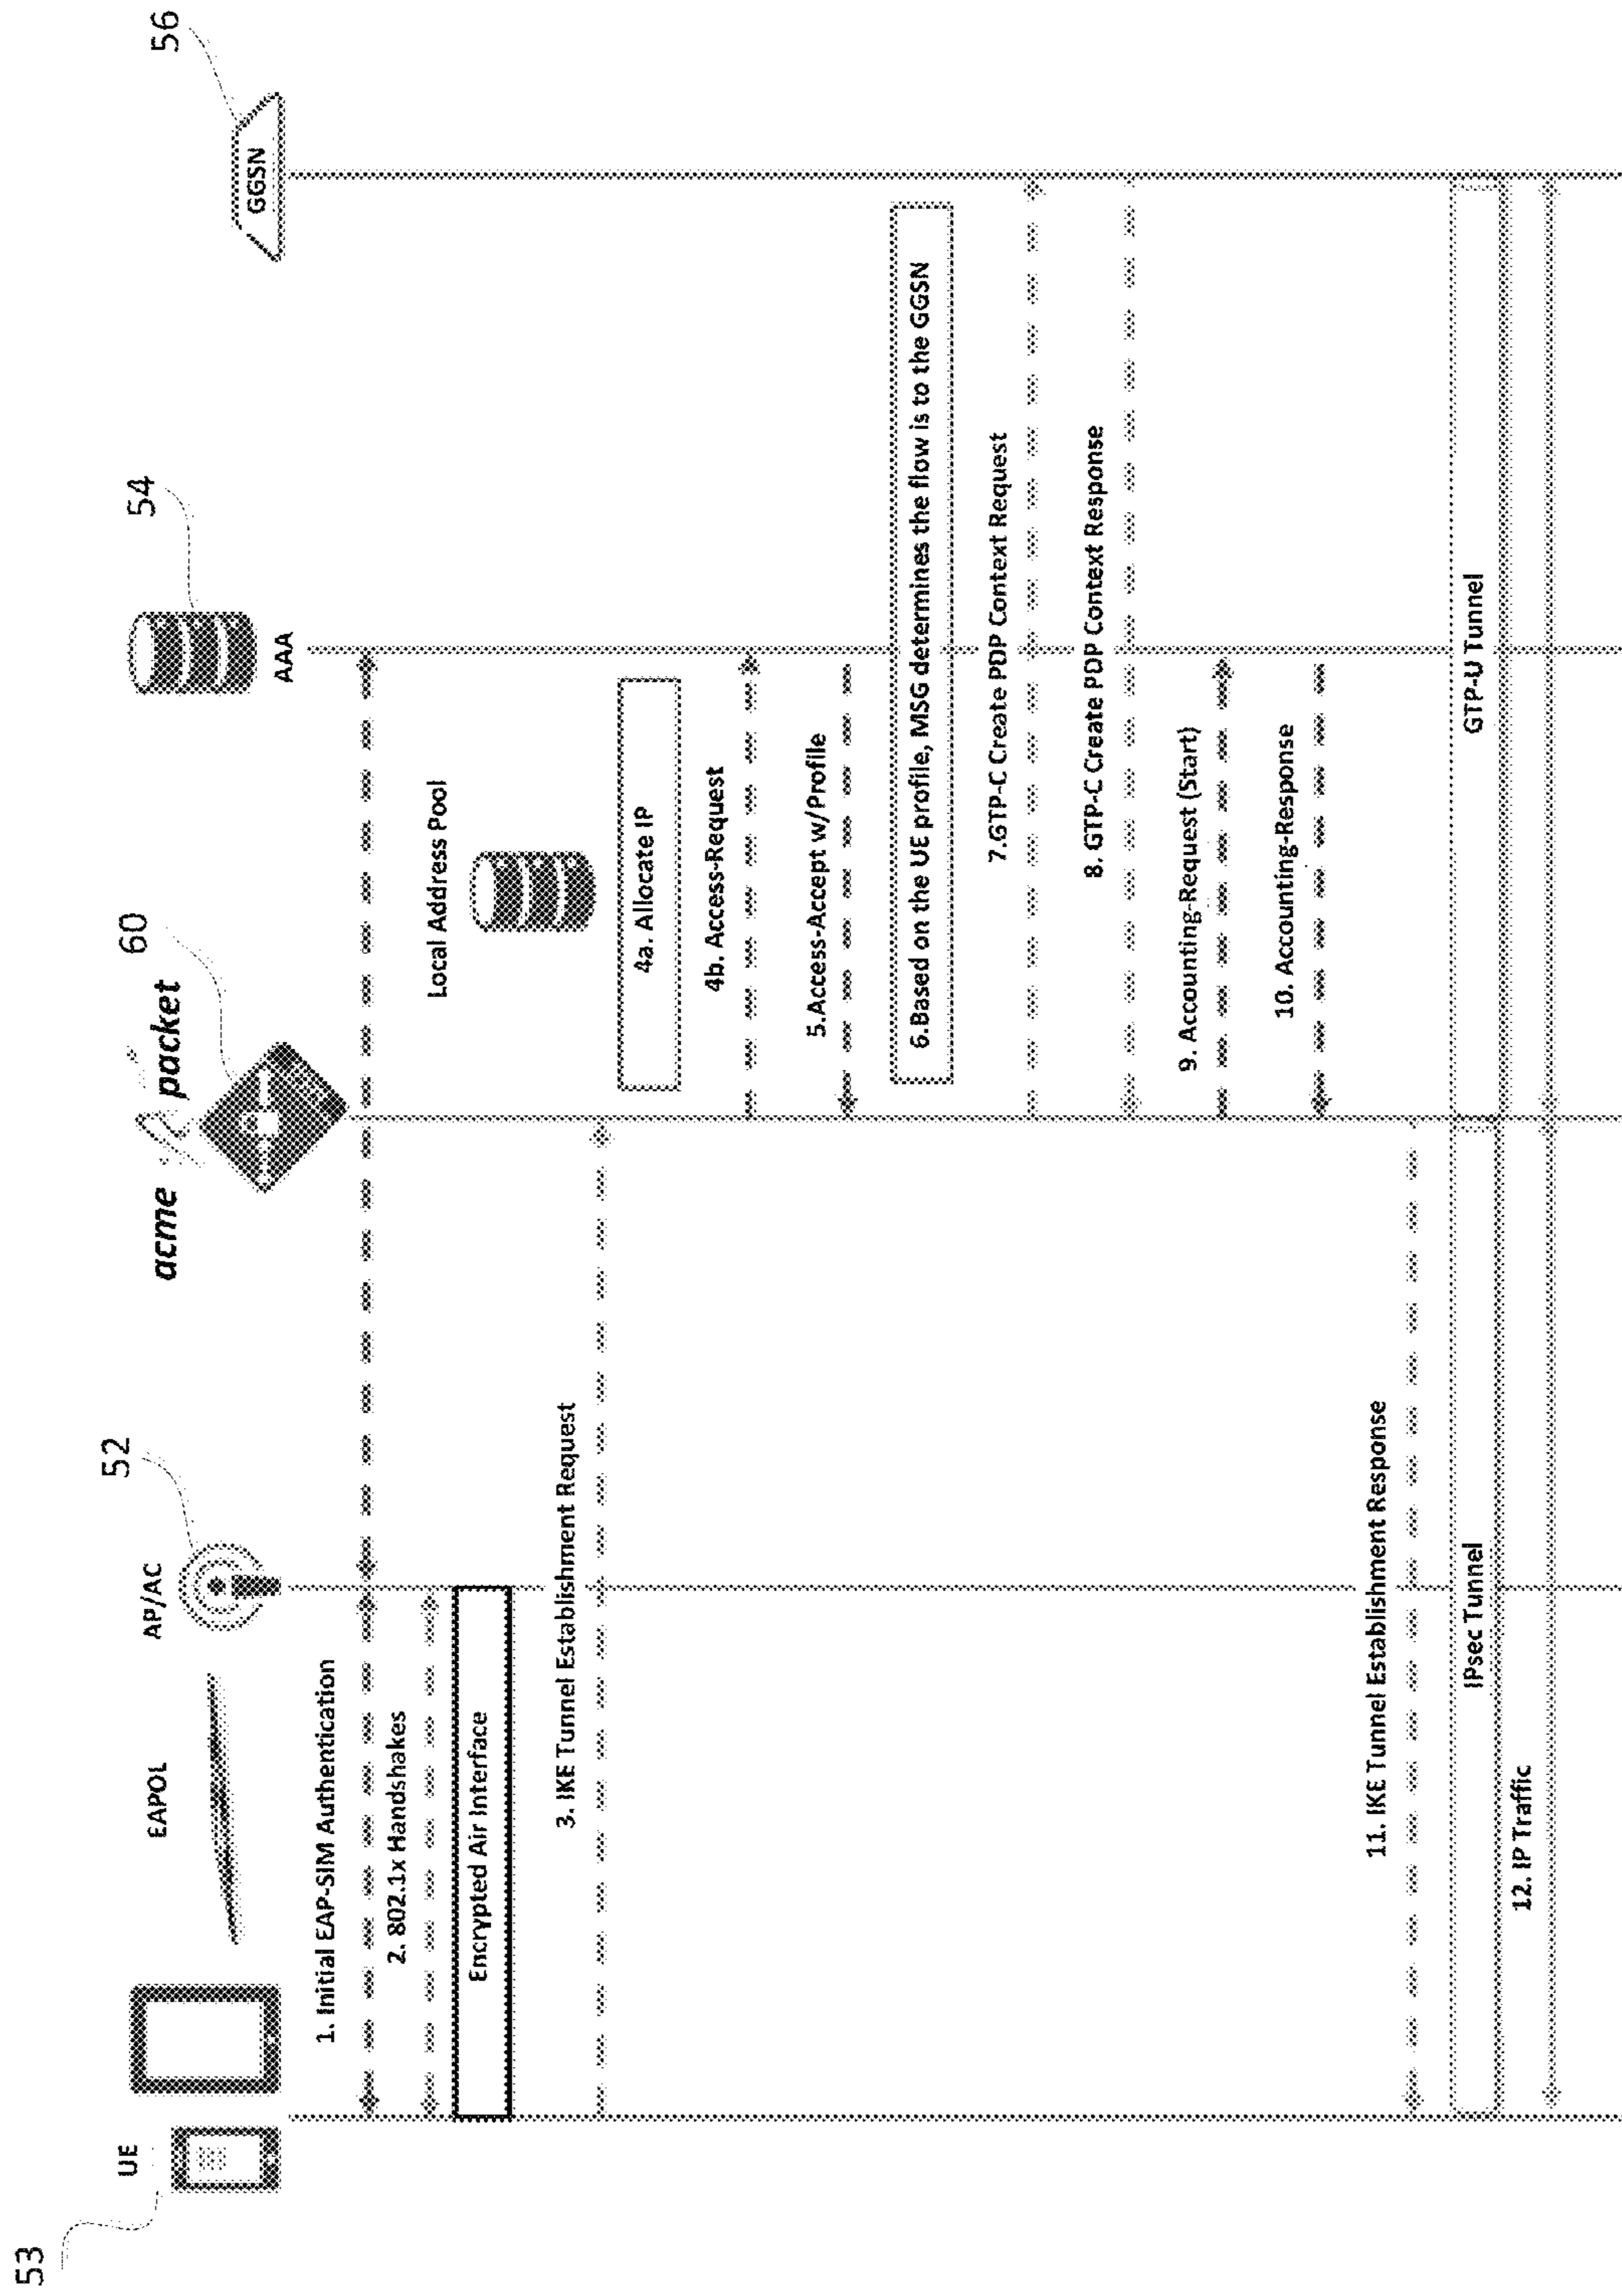 53
UE
EAPOL
AP/AC
52
acme packet
60
AAA
54
GGSN
56
1. Initial EAP-SIM Authentication
2. 802.1x Handshakes
Encrypted Air Interface
Local Address Pool
3. IKE Tunnel Establishment Request
4a. Allocate IP
4b. Access-Request
5.Access-Accept w/Profile
6.Based on the UE profile, MSG determines the flow is to the GGSN
7.GTP-C Create PDP Context Request
8. GTP-C Create PDP Context Response
9. Accounting-Request (Start)
10. Accounting-Response
11. IKE Tunnel Establishment Response
IPsec Tunnel
GTP-U Tunnel
12. IP Traffic